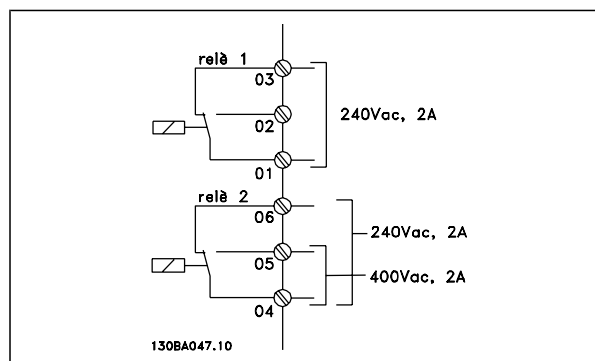 relè 1
03
02
01
240Vac, 2A
relè 2
06
05
04
240Vac, 2A
400Vac, 2A
130BA047.10